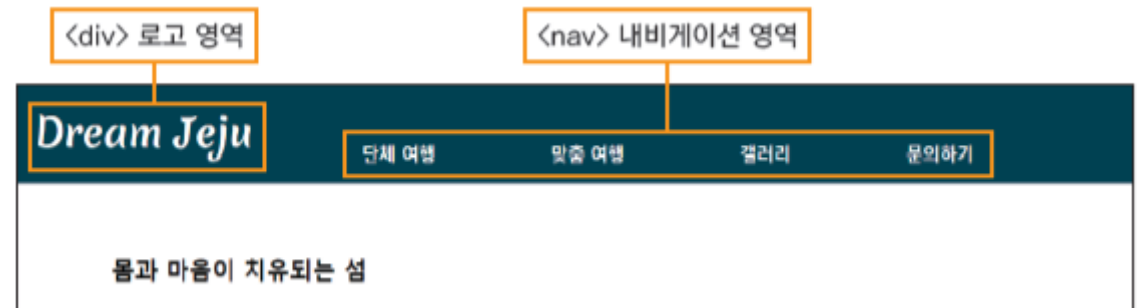 <div> 로고 영역
<nav> 내비게이션 영역
Dream Jeju
단체 여행 맞춤 여행 갤러리 문의하기
몸과 마음이 치유되는 섬